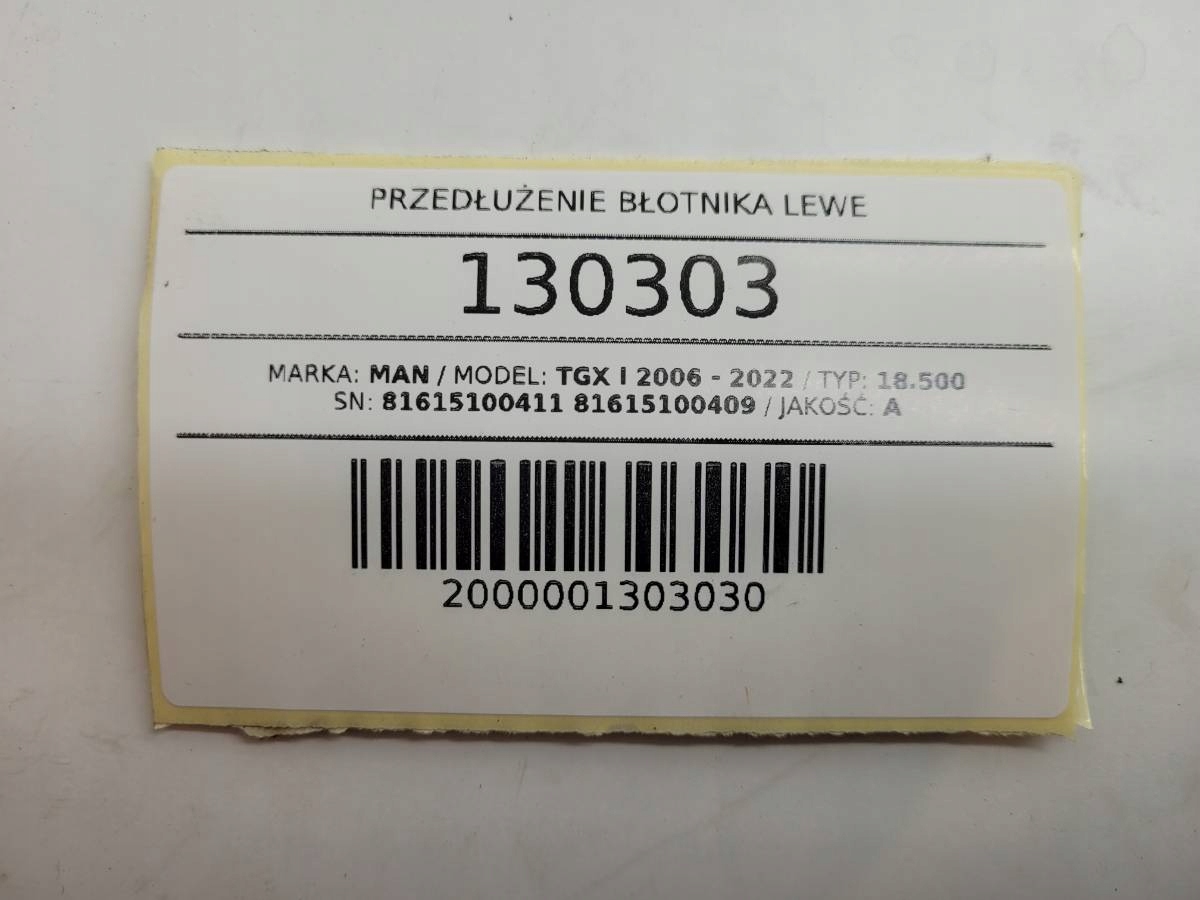 PRZEDŁUŻENIE BŁOTNIKA LEWE
130303
MARKA: MAN / MODEL: TGX I 2006 - 2022 / TYP: 18.500
SN: 81615100411 81615100409 / JAKOŚĆ: A
2000001303030